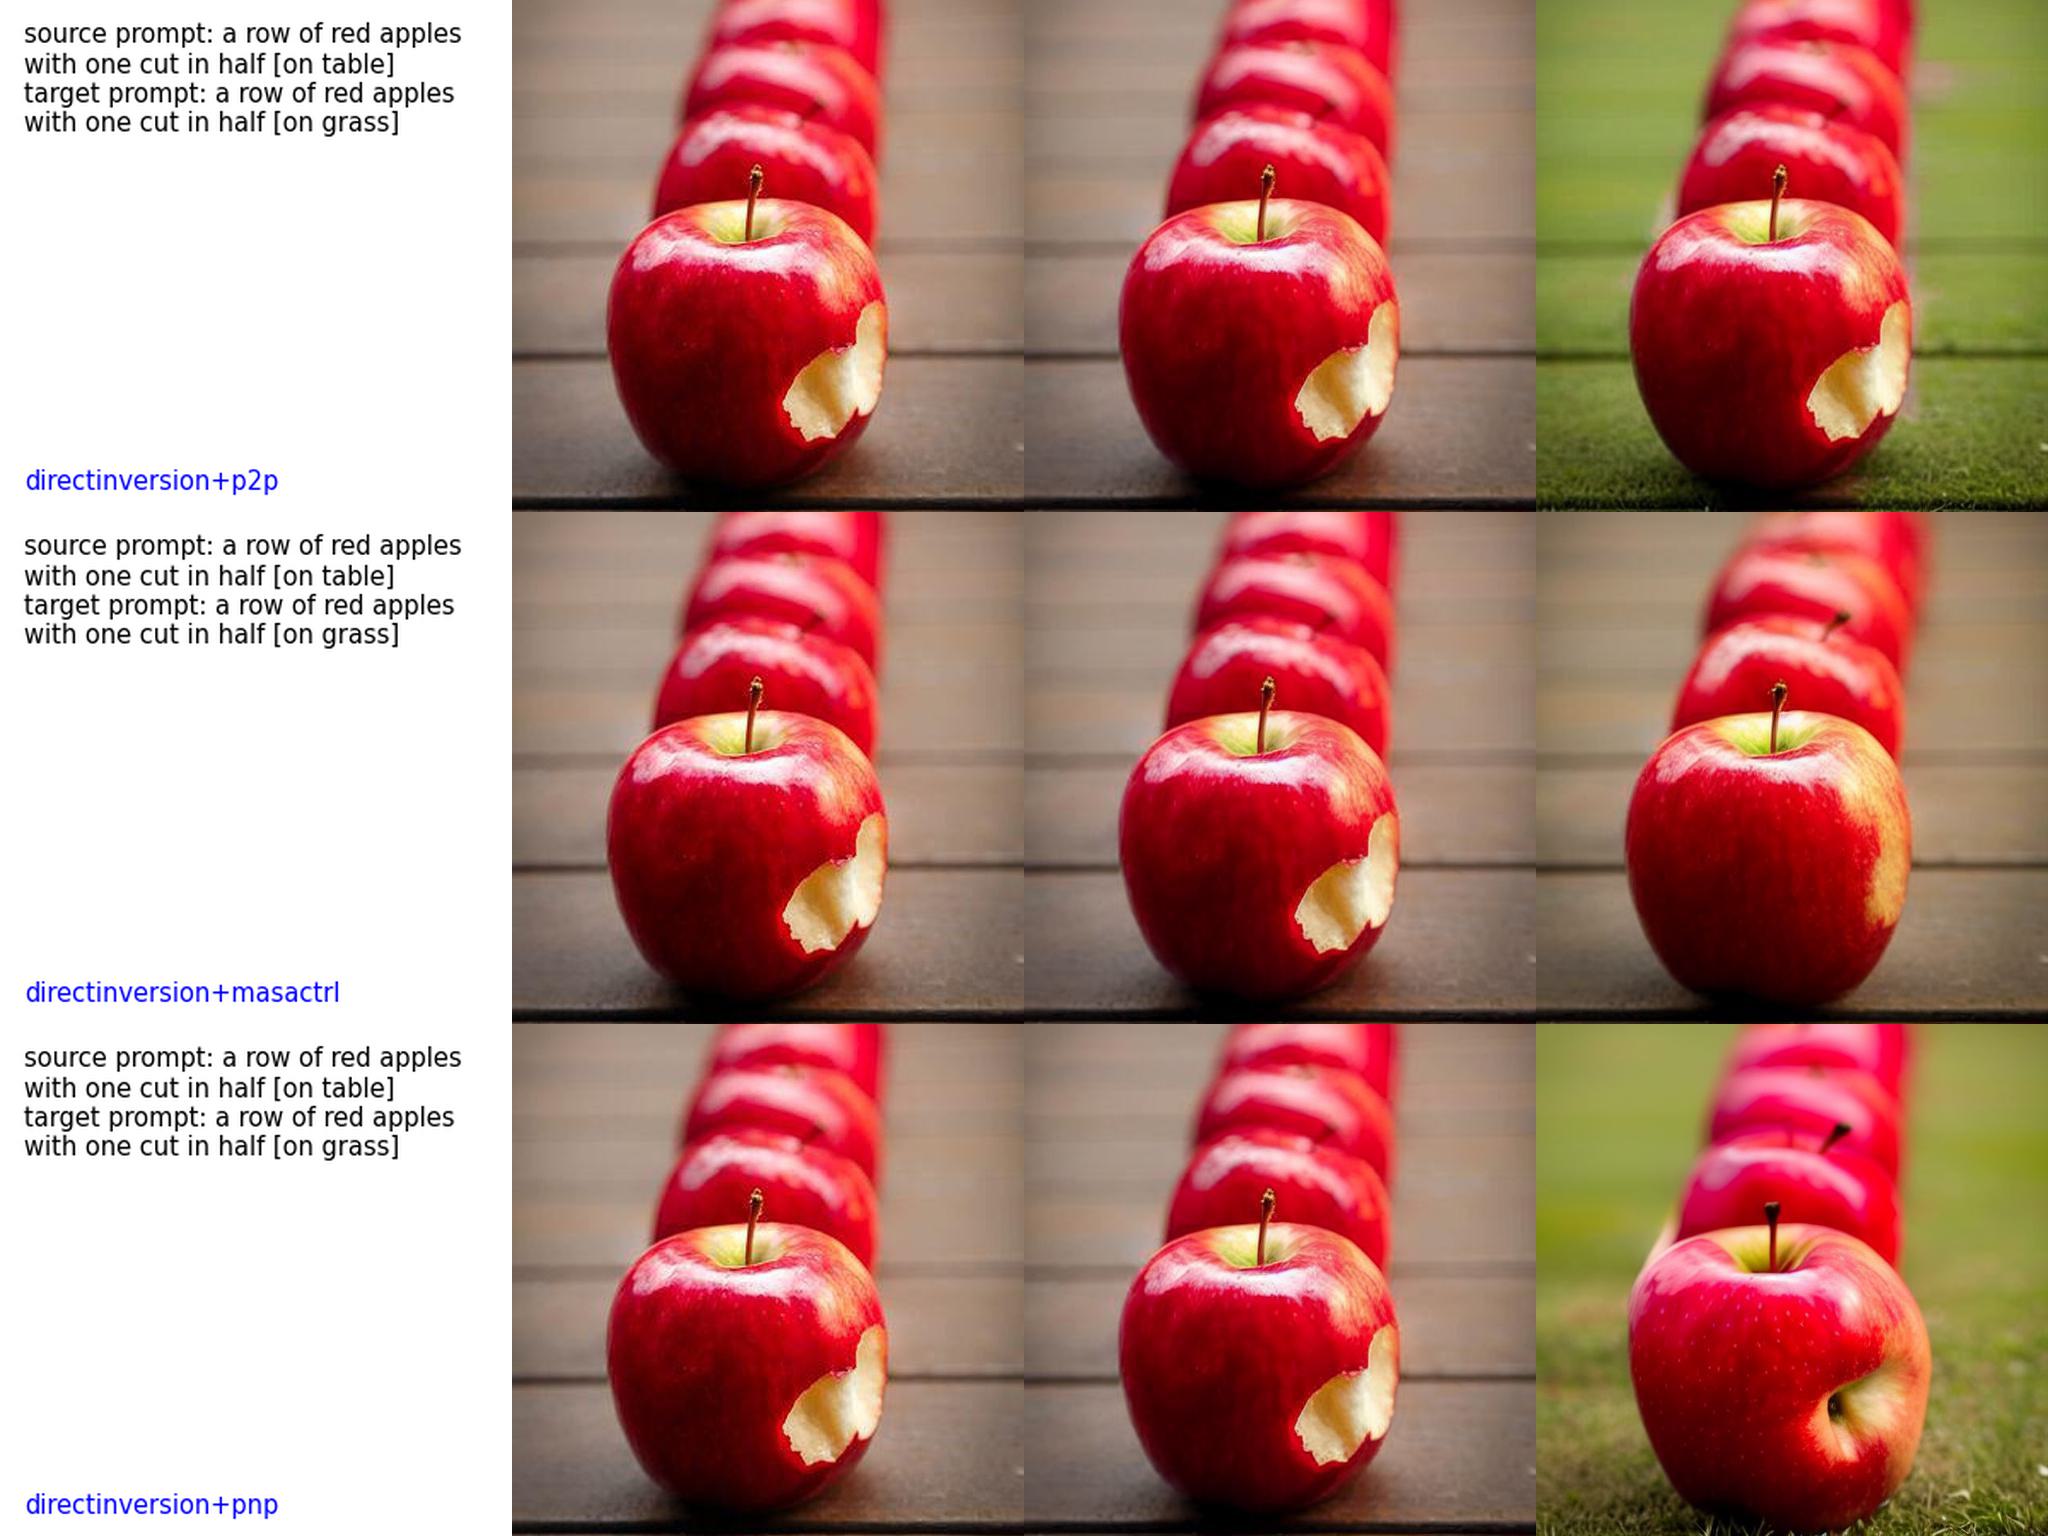 source prompt: a row of red apples
with one cut in half [on table]
target prompt: a row of red apples
with one cut in half [on grass]
directinversion+p2p
source prompt: a row of red apples
with one cut in half [on table]
target prompt: a row of red apples
with one cut in half [on grass]
directinversion+masactrl
source prompt: a row of red apples
with one cut in half [on table]
target prompt: a row of red apples
with one cut in half [on grass]
directinversion+pnp